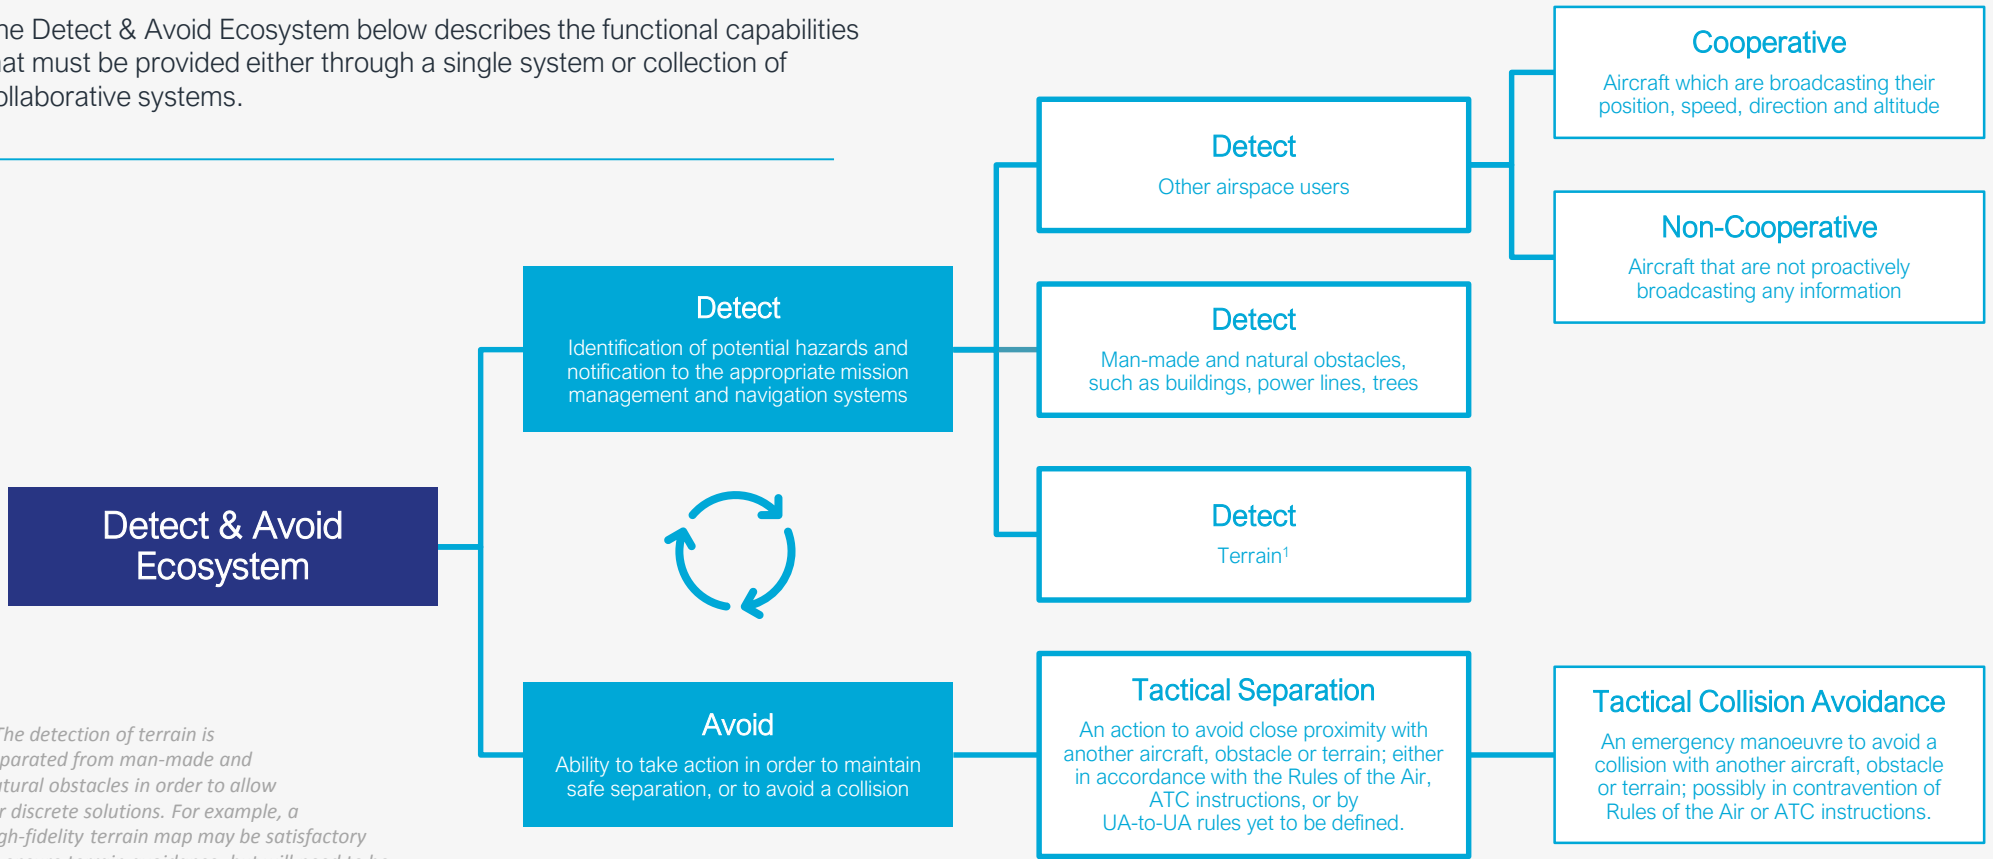 he Detect & Avoid Ecosystem below describes the functional capabilities
hat must be provided either through a single system or collection of
ollaborative systems.
Detect & Avoid
Ecosystem
Detect
Identification of potential hazards and
notification to the appropriate mission
management and navigation systems
Avoid
Ability to take action in order to maintain
safe separation, or to avoid a collision
Detect
Other airspace users
Detect
Man-made and natural obstacles,
such as buildings, power lines, trees
Detect
Terrain¹
Tactical Separation
An action to avoid close proximity with
another aircraft, obstacle or terrain; either
in accordance with the Rules of the Air,
ATC instructions, or by
UA-to-UA rules yet to be defined.
Cooperative
Aircraft which are broadcasting their
position, speed, direction and altitude
Non-Cooperative
Aircraft that are not proactively
broadcasting any information
Tactical Collision Avoidance
An emergency manoeuvre to avoid a
collision with another aircraft, obstacle
or terrain; possibly in contravention of
Rules of the Air or ATC instructions.
The detection of terrain is
parated from man-made and
atural obstacles in order to allow
r discrete solutions. For example, a
gh-fidelity terrain map may be satisfactory